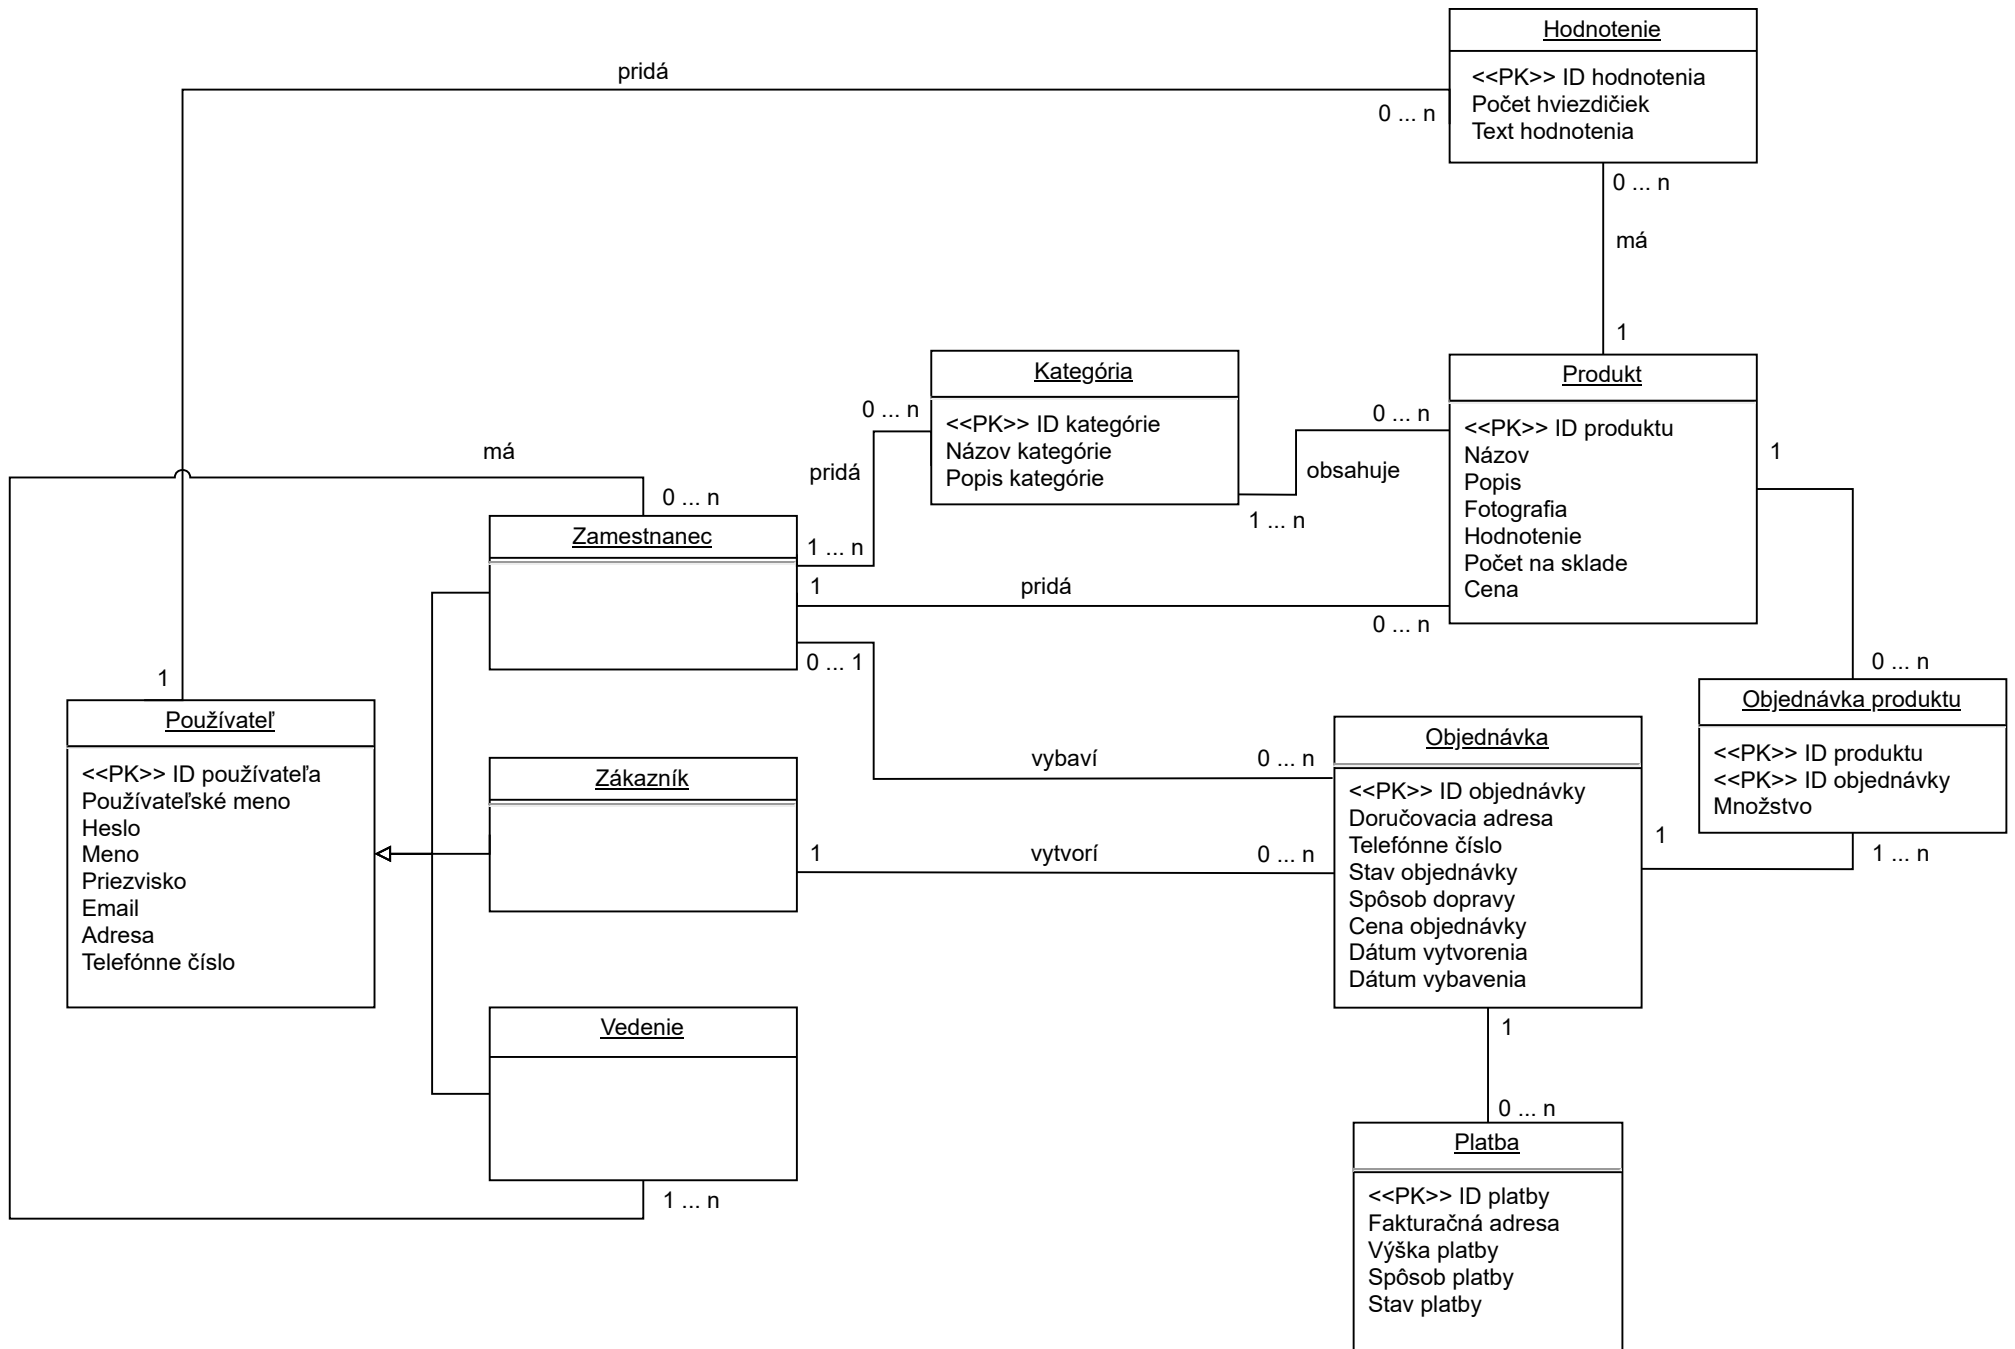 Hodnotenie
<<PK>> ID hodnotenia
Počet hviezdičiek
Text hodnotenia
pridá
0 ... n
0 ... n
má
1
Kategória
<<PK>> ID kategórie
Názov kategórie
Popis kategórie
Produkt
<<PK>> ID produktu
Názov
Popis
Fotografia
Hodnotenie
Počet na sklade
Cena
0 ... n
pridá
0 ... n
obsahuje
1 ... n
1
má
0 ... n
Zamestnanec
1 ... n
1
pridá
0 ... n
0 ... 1
1
Používateľ
<<PK>> ID používateľa
Používateľské meno
Heslo
Meno
Priezvisko
Email
Adresa
Telefónne číslo
Zákazník
vybaví
0 ... n
1
vytvorí
0 ... n
Objednávka
<<PK>> ID objednávky
Doručovacia adresa
Telefónne číslo
Stav objednávky
Spôsob dopravy
Cena objednávky
Dátum vytvorenia
Dátum vybavenia
0 ... n
Objednávka produktu
<<PK>> ID produktu
<<PK>> ID objednávky
Množstvo
1
1 ... n
Vedenie
1 ... n
1
0 ... n
Platba
<<PK>> ID platby
Fakturačná adresa
Výška platby
Spôsob platby
Stav platby